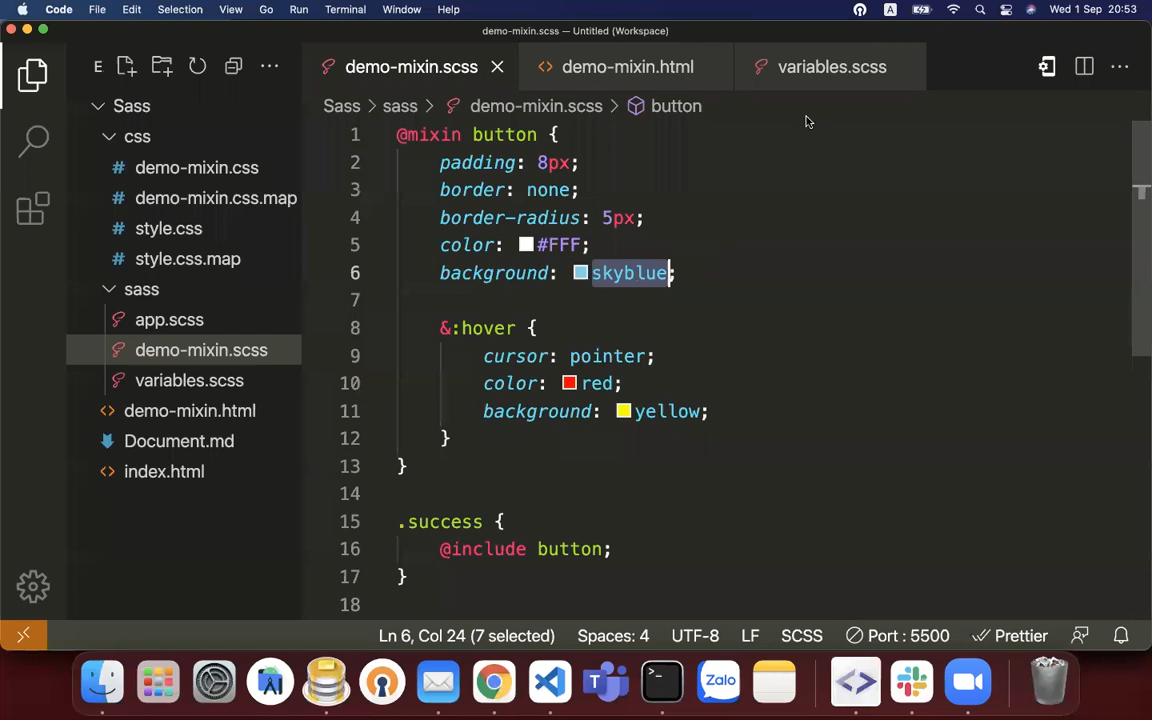 Code File Edit Selection View Go Run Terminal Window Help A Wed 1 Sep 20:53
demo-mixin.scss — Untitled (Workspace)
E
demo-mixin.scss
demo-mixin.html
variables.scss
Sass > sass > demo-mixin.scss > button
Sass
css
demo-mixin.css
demo-mixin.css.map
style.css
style.css.map
sass
app.scss
demo-mixin.scss
variables.scss
demo-mixin.html
Document.md
index.html
1 @mixin button {
2 padding: 8px;
3 border: none;
4 border-radius: 5px;
5 color: #FFF;
6 background: skyblue;
7
8 &:hover {
9 cursor: pointer;
10 color: red;
11 background: yellow;
12 }
13 }
14
15 .success {
16 @include button;
17 }
18
Ln 6, Col 24 (7 selected) Spaces: 4 UTF-8 LF SCSS Port : 5500 Prettier
Zalo